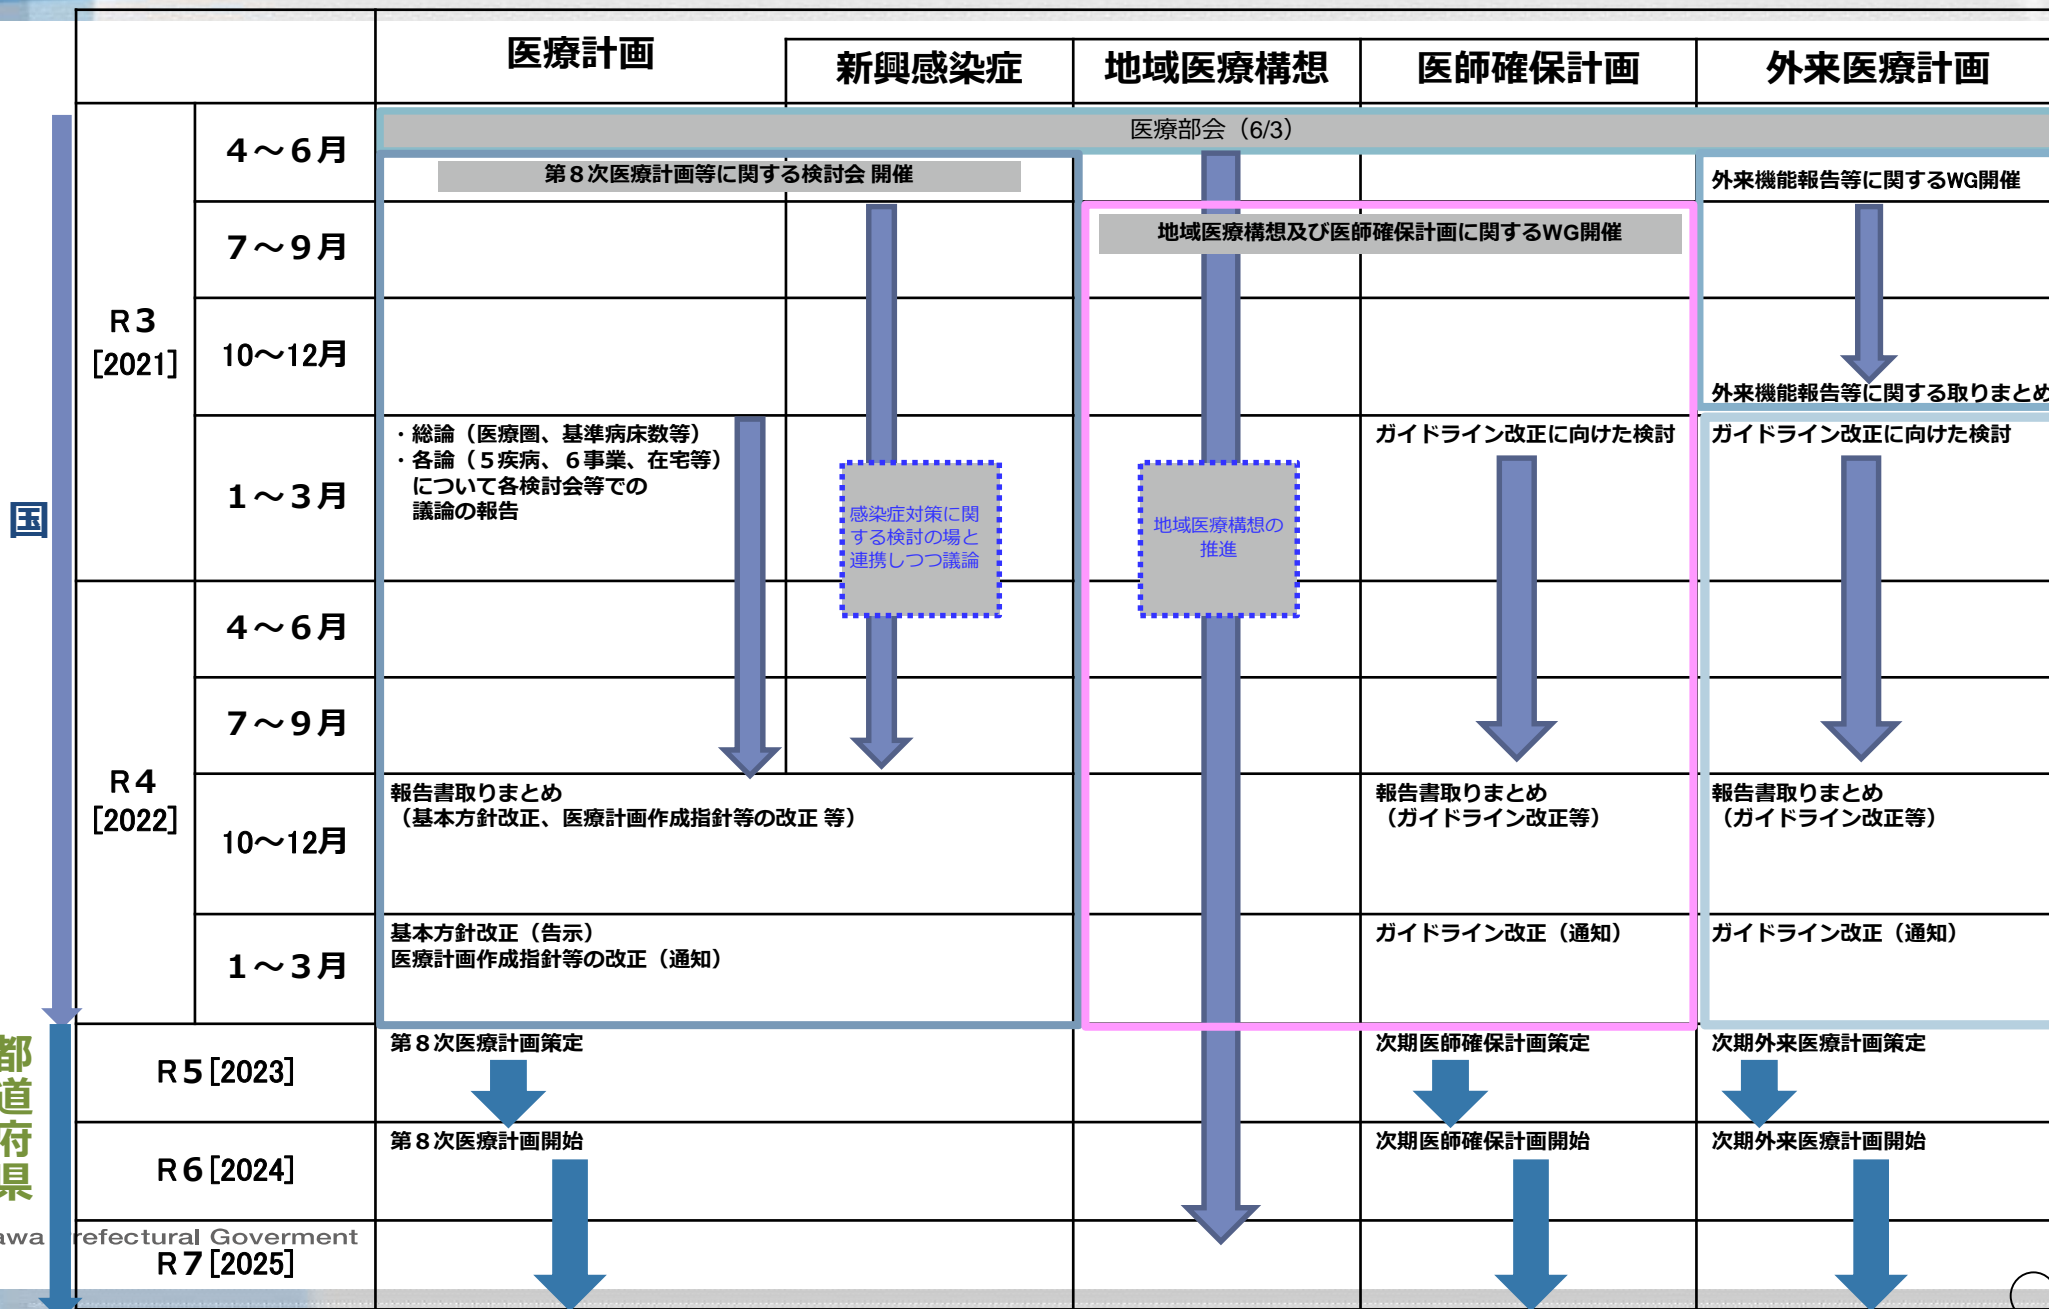 医療計画
新興感染症
地域医療構想
医師確保計画
外来医療計画
国
R3
[2021]
4～6月
医療部会（6/3）
第8次医療計画等に関する検討会 開催
外来機能報告等に関するWG開催
7～9月
地域医療構想及び医師確保計画に関するWG開催
10～12月
外来機能報告等に関する取りまとめ
1～3月
・総論（医療圏、基準病床数等）
・各論（５疾病、６事業、在宅等）
について各検討会等での
議論の報告
感染症対策に関
する検討の場と
連携しつつ議論
地域医療構想の
推進
ガイドライン改正に向けた検討
ガイドライン改正に向けた検討
R4
[2022]
4～6月
7～9月
10～12月
報告書取りまとめ
（基本方針改正、医療計画作成指針等の改正 等）
報告書取りまとめ
（ガイドライン改正等）
報告書取りまとめ
（ガイドライン改正等）
1～3月
基本方針改正（告示）
医療計画作成指針等の改正（通知）
ガイドライン改正（通知）
ガイドライン改正（通知）
都道府県
R5[2023]
第８次医療計画策定
次期医師確保計画策定
次期外来医療計画策定
R6[2024]
第８次医療計画開始
次期医師確保計画開始
次期外来医療計画開始
awa refectural Goverment
R7[2025]